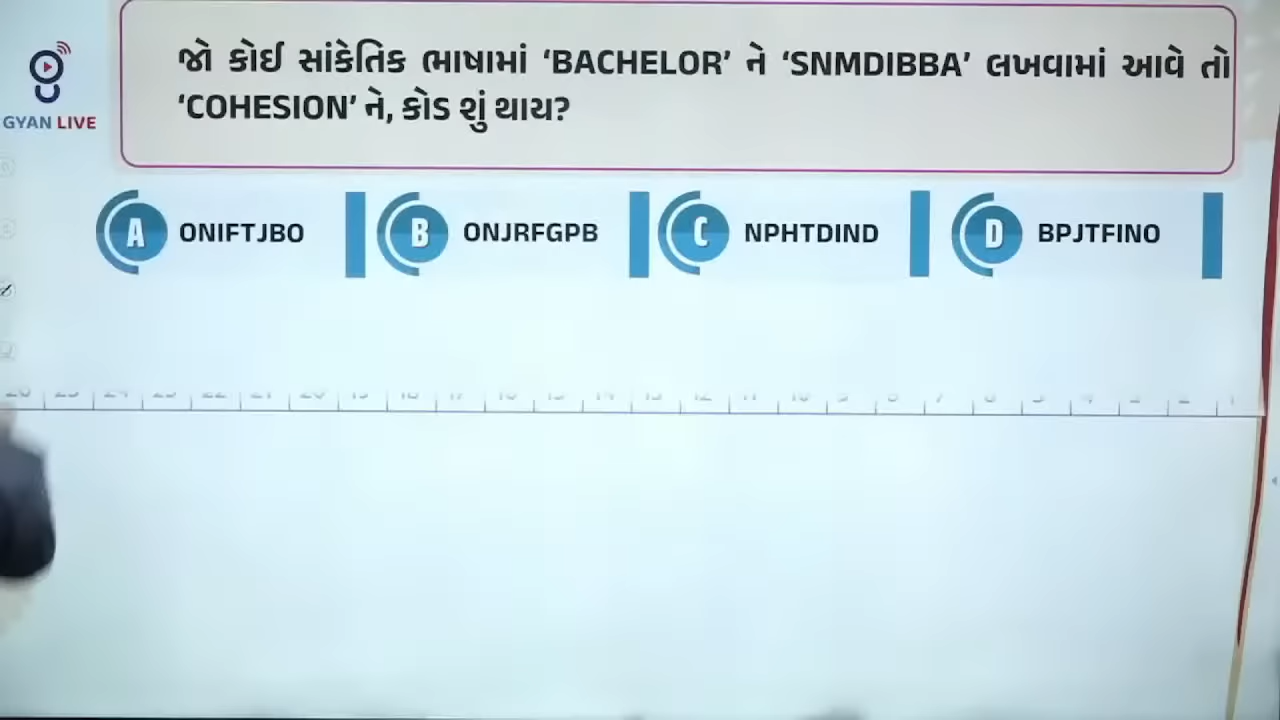 જો કોઈ સાંકેતિક ભાષામાં ‘BACHELOR’ ને ‘SNMDIBBA’ લખવામાં આવે તો
‘COHESION’ ને, કોડ શું થાય?
GYAN LIVE
A ONIFTJBO B ONJRFGPB C NPHTDIND D BPJTFINO